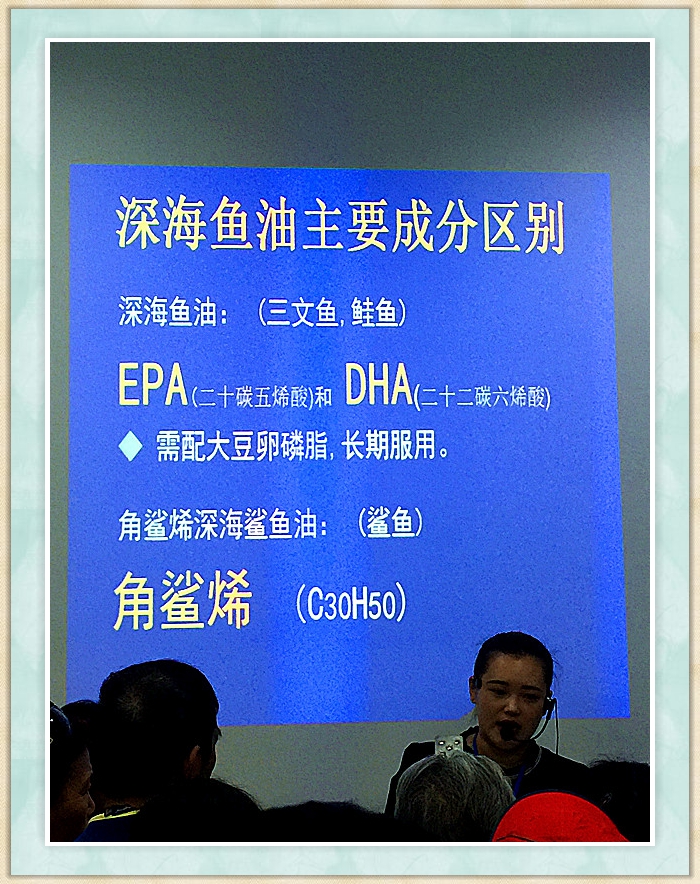 深海鱼油主要成分区别
深海鱼油：（三文鱼,鲑鱼）
EPA(二十碳五烯酸)和 DHA(二十二碳六烯酸)
◆ 需配大豆卵磷脂,长期服用。
角鲨烯深海鲨鱼油：（鲨鱼）
角鲨烯 （C30H50）